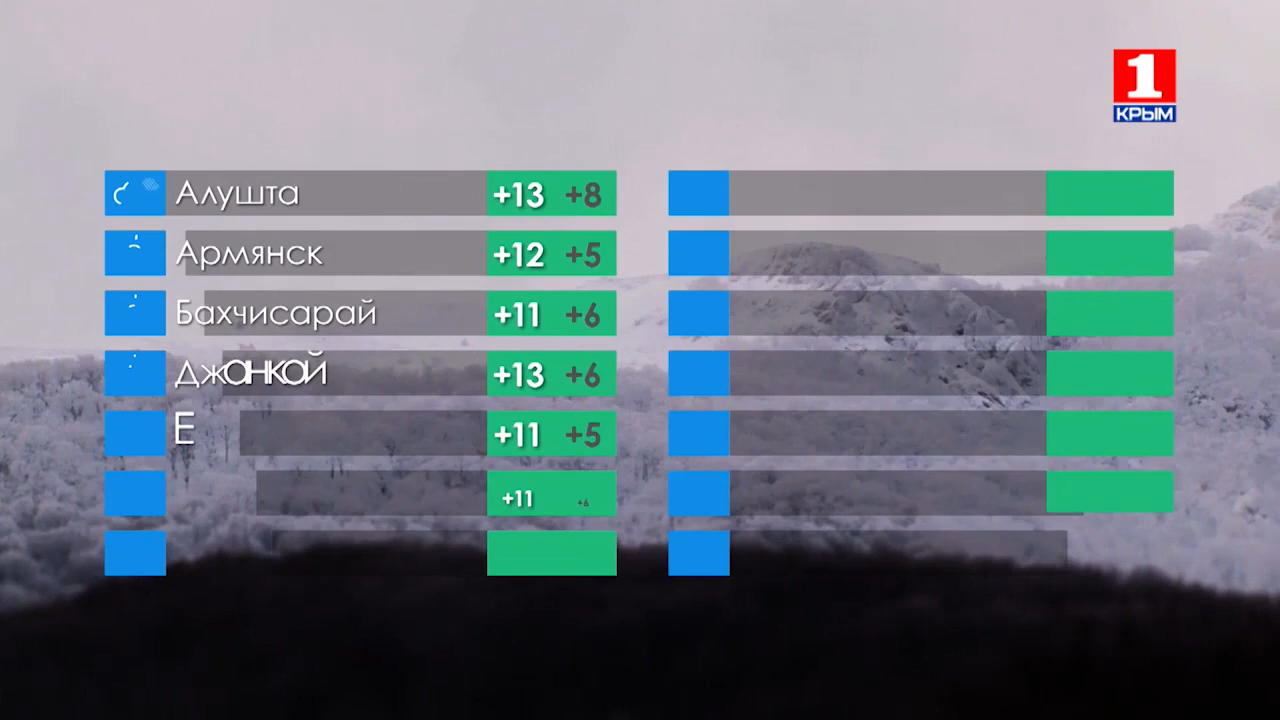 1
КРЫМ
Алушта +13 +8
Армянск +12 +5
Бахчисарай +11 +6
Джанкой +13 +6
Е +11 +5
+11 +6